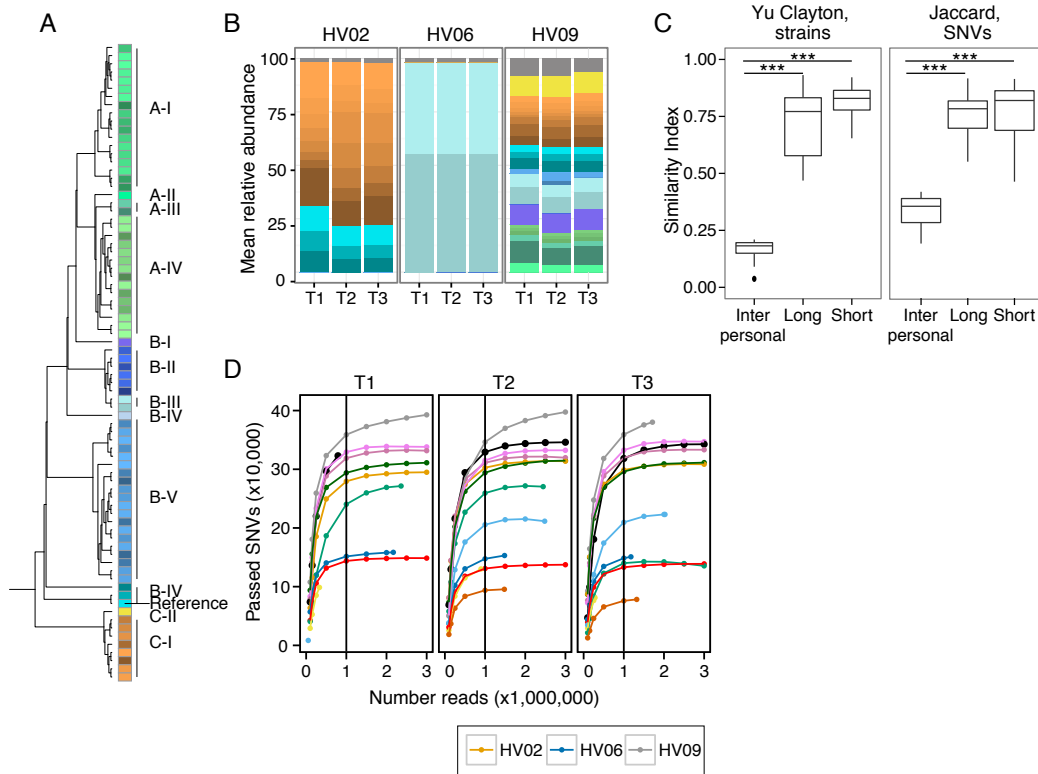 A
A-I
A-II
A-III
A-IV
B-I
B-II
B-III
B-IV
B-V
B-IV
Reference
C-II
C-I
B
HV02 HV06 HV09
Mean relative abundance
100
75
50
25
0
T1 T2 T3 T1 T2 T3 T1 T2 T3
C
Yu Clayton, strains
Jaccard, SNVs
Similarity Index
1.00
0.75
0.50
0.25
0.00
***
***
***
***
Inter personal Long Short
Inter personal Long Short
D
T1 T2 T3
Passed SNVs (x10,000)
40
30
20
10
0
0 1 2 3 0 1 2 3 0 1 2 3
Number reads (x1,000,000)
HV02 HV06 HV09